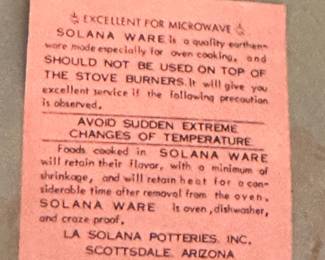 EXCELLENT FOR MICROWAVE
SOLANA WARE is a quality earthen-
ware made especially for oven cooking, and
SHOULD NOT BE USED ON TOP OF
THE STOVE BURNERS. It will give you
excellent service if the following precaution
is observed.
AVOID SUDDEN EXTREME
CHANGES OF TEMPERATURE
Foods cooked in SOLANA WARE
will retain their flavor, with a minimum of
shrinkage, and will retain heat for a con-
siderable time after removal from the oven.
SOLANA WARE is oven, dishwasher,
and craze proof.
LA SOLANA POTTERIES, INC.
SCOTTSDALE, ARIZONA